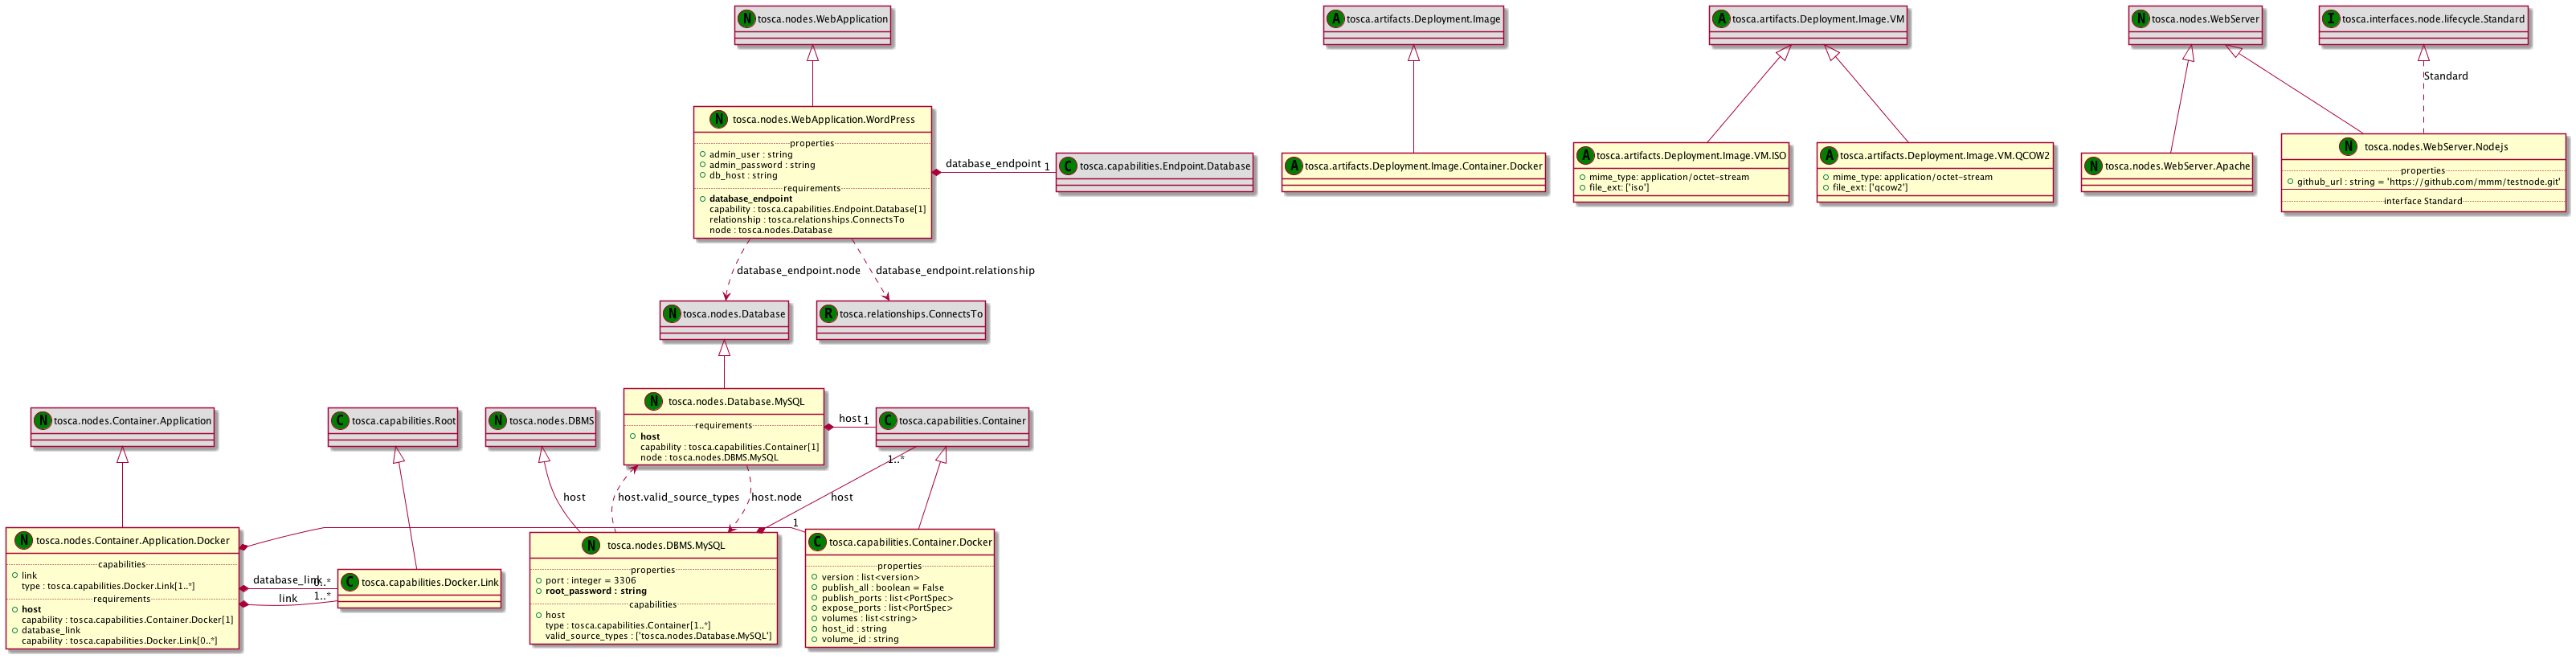 N tosca.nodes.WebApplication
A tosca.artifacts.Deployment.Image
A tosca.artifacts.Deployment.Image.VM
N tosca.nodes.WebServer
I tosca.interfaces.node.lifecycle.Standard
Standard
N tosca.nodes.WebApplication.WordPress
properties
admin_user : string
admin_password : string
db_host : string
requirements
database_endpoint
capability : tosca.capabilities.Endpoint.Database[1]
relationship : tosca.relationships.ConnectsTo
node : tosca.nodes.Database
database_endpoint
1
C tosca.capabilities.Endpoint.Database
A tosca.artifacts.Deployment.Image.Container.Docker
A tosca.artifacts.Deployment.Image.VM.ISO
mime_type: application/octet-stream
file_ext: ['iso']
A tosca.artifacts.Deployment.Image.VM.QCOW2
mime_type: application/octet-stream
file_ext: ['qcow2']
N tosca.nodes.WebServer.Apache
N tosca.nodes.WebServer.Nodejs
properties
github_url : string = 'https://github.com/mmm/testnode.git'
interface Standard
database_endpoint.node
database_endpoint.relationship
N tosca.nodes.Database
R tosca.relationships.ConnectsTo
N tosca.nodes.Container.Application
C tosca.capabilities.Root
N tosca.nodes.DBMS
N tosca.nodes.Database.MySQL
requirements
host
capability : tosca.capabilities.Container[1]
node : tosca.nodes.DBMS.MySQL
host
1
C tosca.capabilities.Container
1..*
host
host.valid_source_types
host.node
host
1
N tosca.nodes.Container.Application.Docker
capabilities
link
type : tosca.capabilities.Docker.Link[1..*]
requirements
host
capability : tosca.capabilities.Container.Docker[1]
database_link
capability : tosca.capabilities.Docker.Link[0..*]
database_link
0..*
link
1..*
C tosca.capabilities.Docker.Link
N tosca.nodes.DBMS.MySQL
properties
port : integer = 3306
root_password : string
capabilities
host
type : tosca.capabilities.Container[1..*]
valid_source_types : ['tosca.nodes.Database.MySQL']
C tosca.capabilities.Container.Docker
properties
version : list<version>
publish_all : boolean = False
publish_ports : list<PortSpec>
expose_ports : list<PortSpec>
volumes : list<string>
host_id : string
volume_id : string